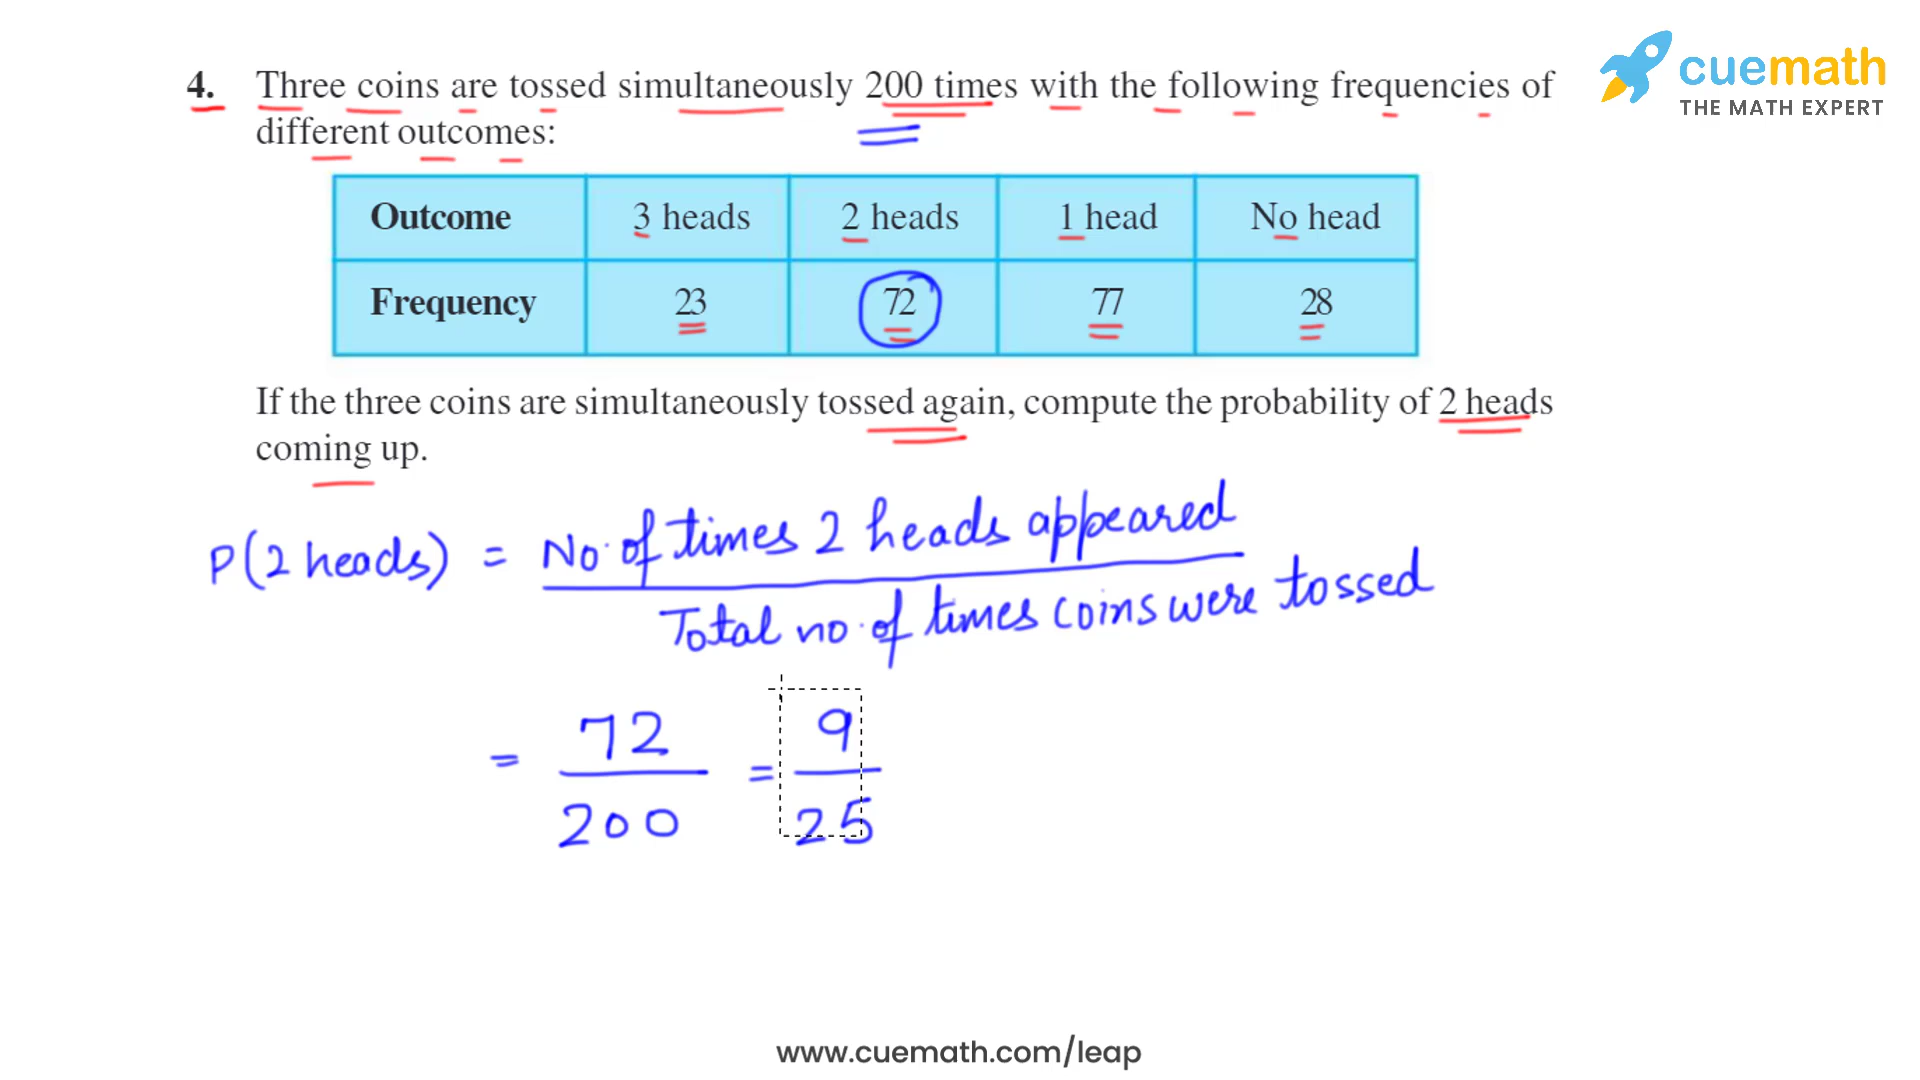 cuemath
THE MATH EXPERT
4. Three coins are tossed simultaneously 200 times with the following frequencies of
different outcomes:
Outcome 3 heads 2 heads 1 head No head
Frequency 23 72 77 28
If the three coins are simultaneously tossed again, compute the probability of 2 heads
coming up.
P(2 heads) = No. of times 2 heads appeared
Total no. of times coins were tossed
= 72 = 9
200 25
www.cuemath.com/leap